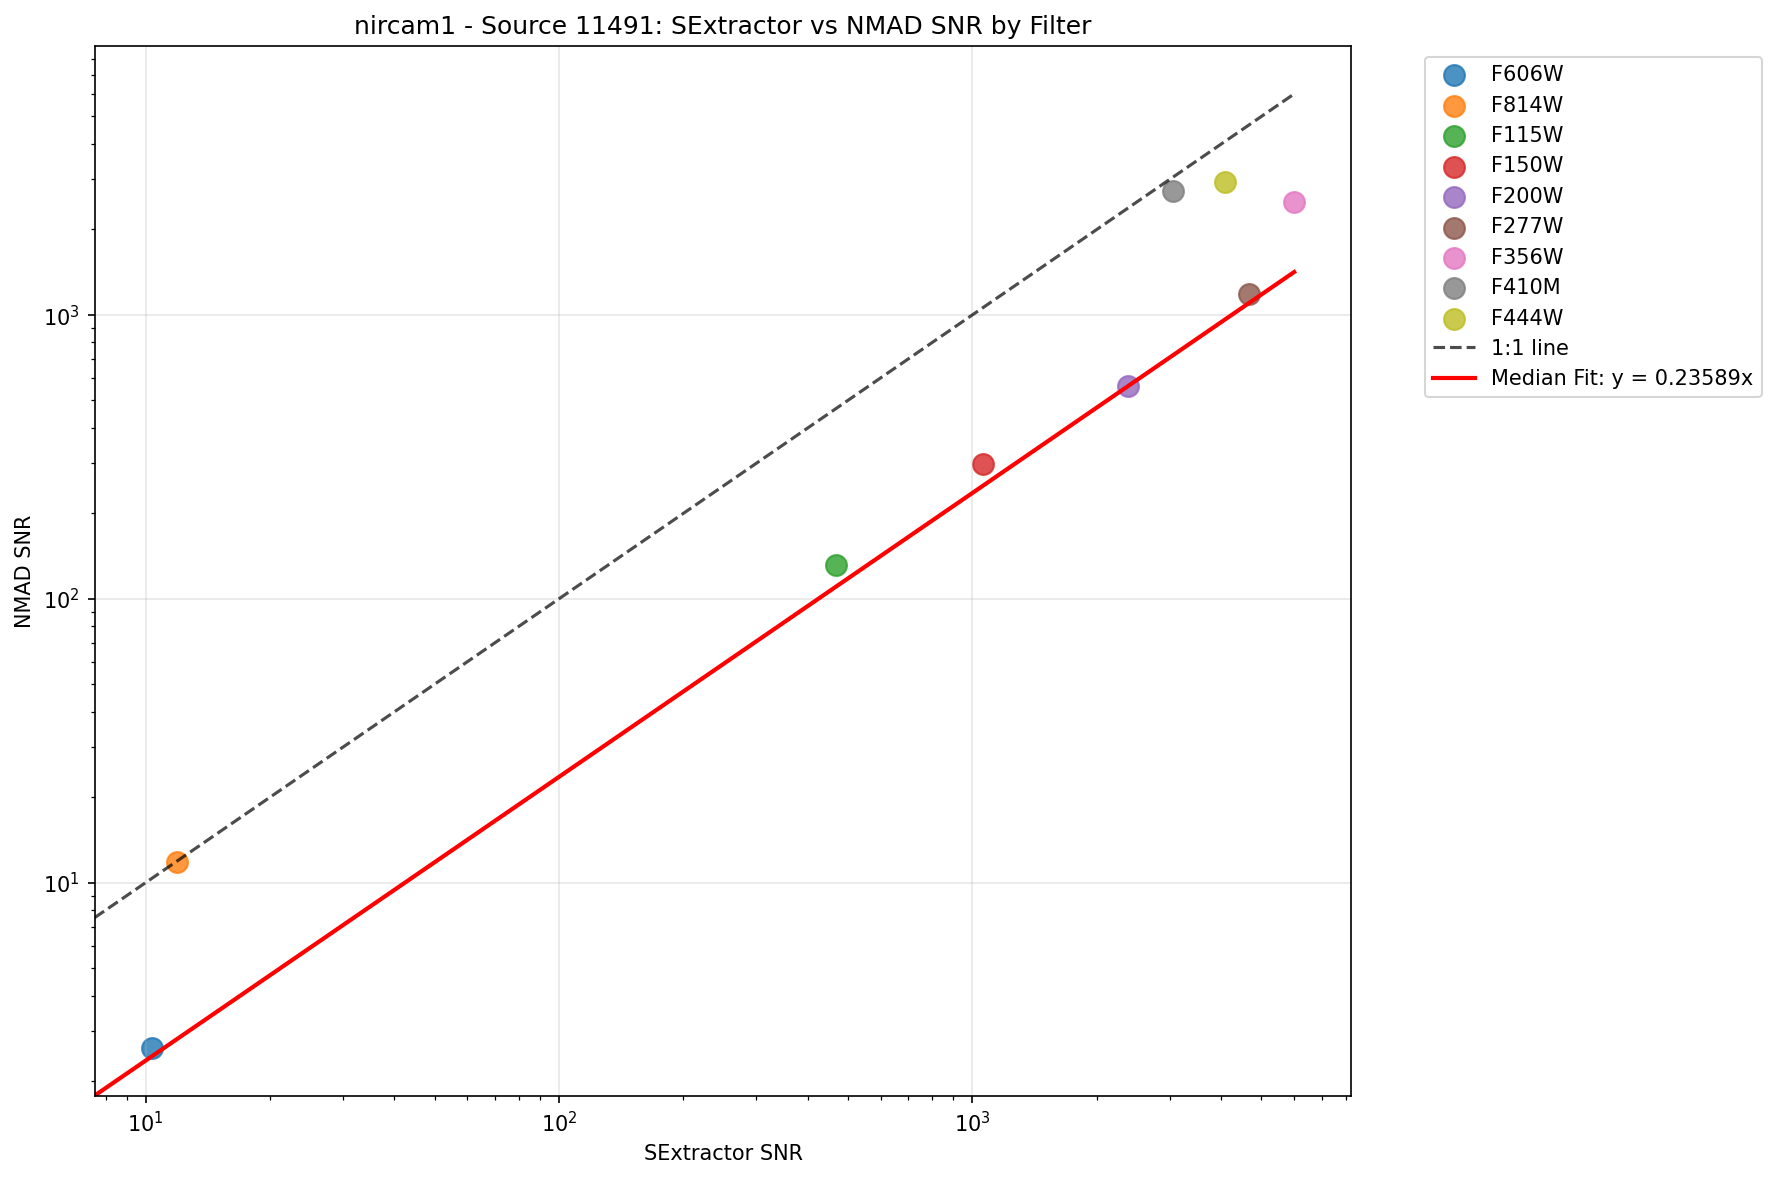 nircam1 - Source 11491: SExtractor vs NMAD SNR by Filter
F606W
F814W
F115W
F150W
F200W
F277W
F356W
F410M
F444W
1:1 line
Median Fit: y = 0.23589x
NMAD SNR
10³
10²
10¹
10¹ 10² 10³
SExtractor SNR